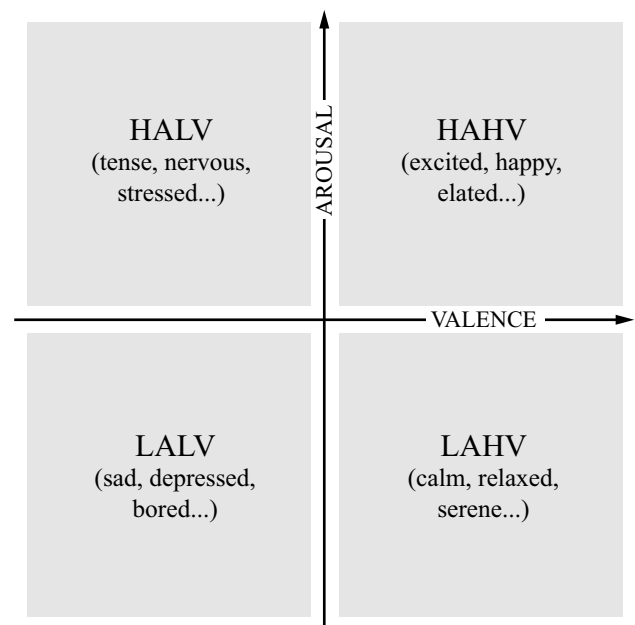 HALV
(tense, nervous,
stressed...)
AROUSAL
HAHV
(excited, happy,
elated...)
VALENCE
LALV
(sad, depressed,
bored...)
LAHV
(calm, relaxed,
serene...)